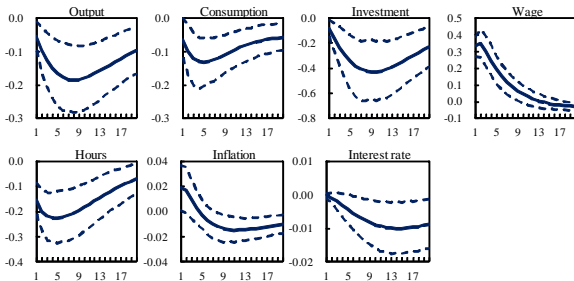 Output Consumption Investment Wage
0.0 0.0 0.0 0.5
-0.1 -0.1 -0.2 0.4
-0.2 -0.2 -0.4 0.3
-0.3 -0.3 -0.6 0.2
-0.8 0.1
0.0
-0.1
1 5 9 13 17 1 5 9 13 17 1 5 9 13 17 1 5 9 13 17
Hours Inflation Interest rate
0.0 0.04 0.01
-0.1 0.02 0.00
-0.2 0.00 -0.01
-0.3 -0.02 -0.02
-0.4 -0.04
1 5 9 13 17 1 5 9 13 17 1 5 9 13 17